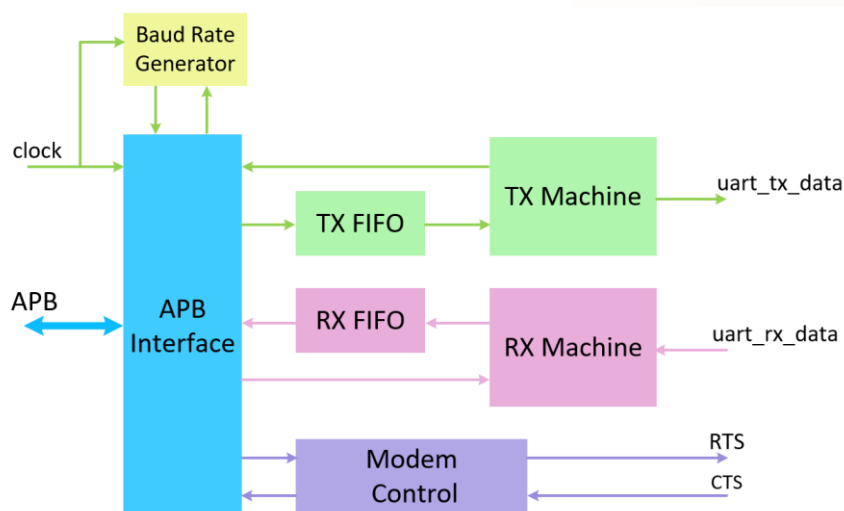 Baud Rate
Generator
clock
TX Machine
uart_tx_data
TX FIFO
APB
APB
Interface
RX FIFO
RX Machine
uart_rx_data
Modem
Control
RTS
CTS